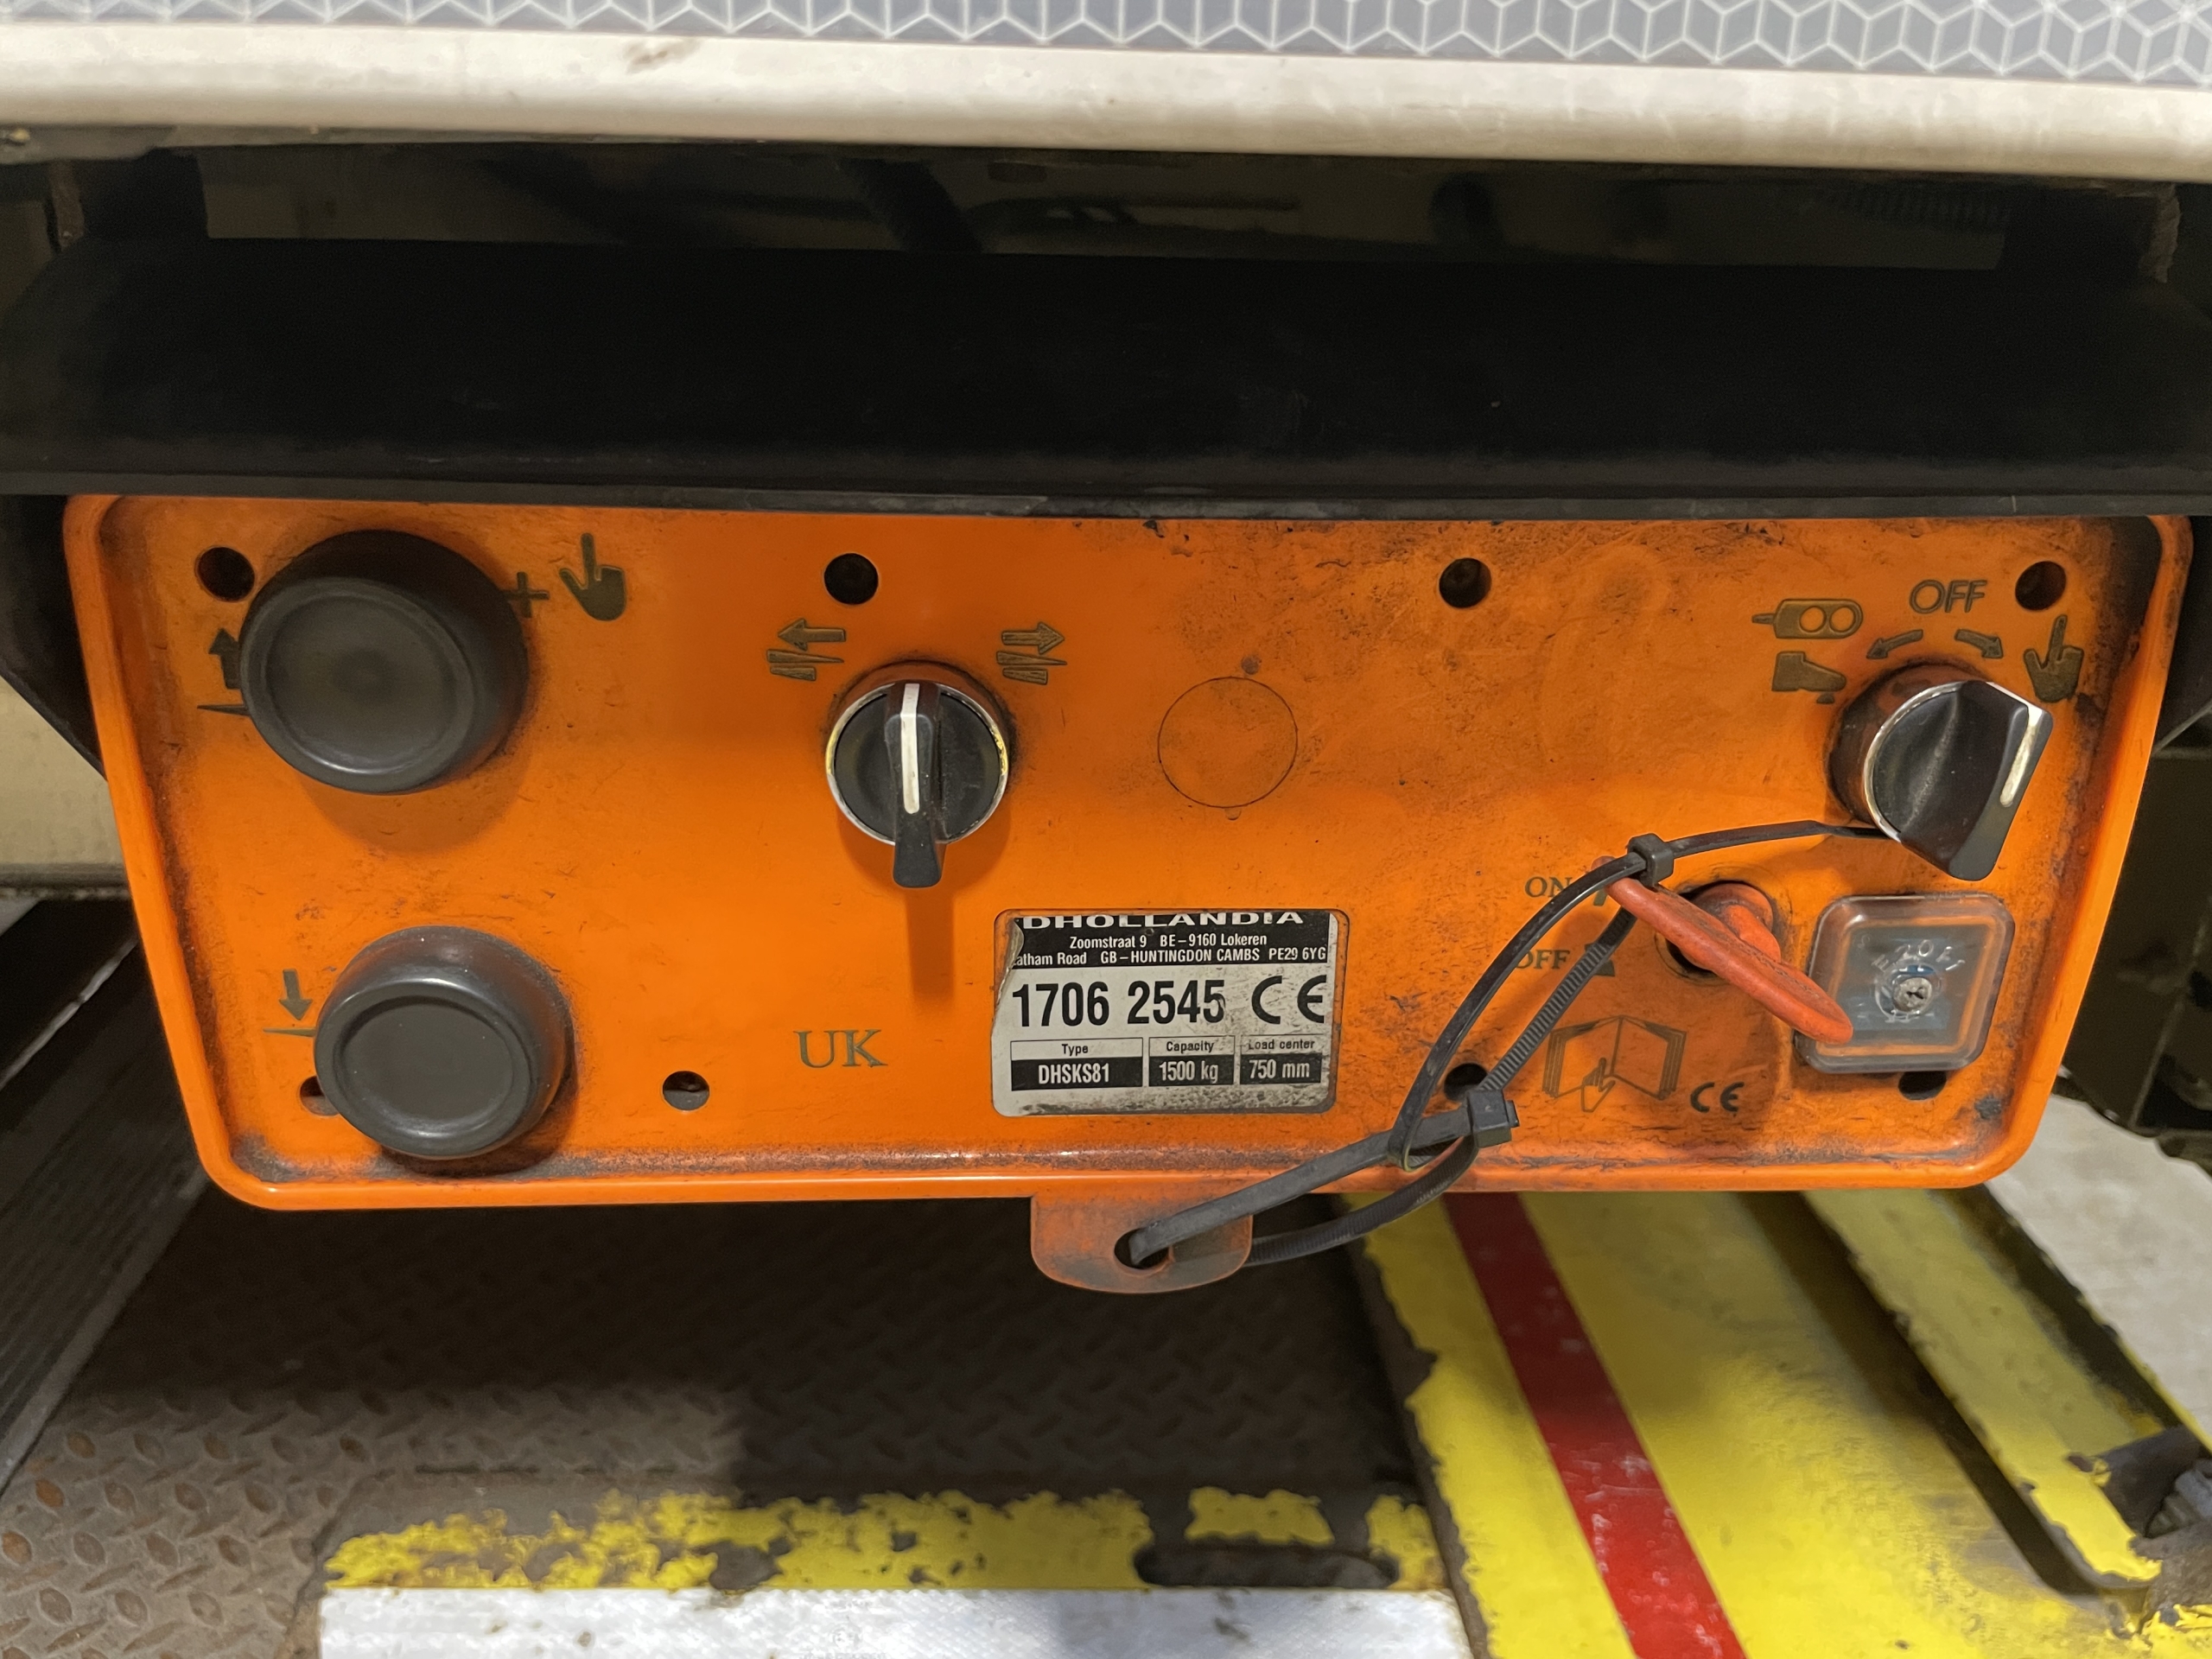 OFF
ON
OFF
DHOLLANDIA
Zoomstraat 9 BE-9160 Lokeren
atham Road GB-HUNTINGDON CAMBS PE29 6YG
1706 2545 CE
Type Capacity Load center
DHSKS81 1500 kg 750 mm
UK
CE